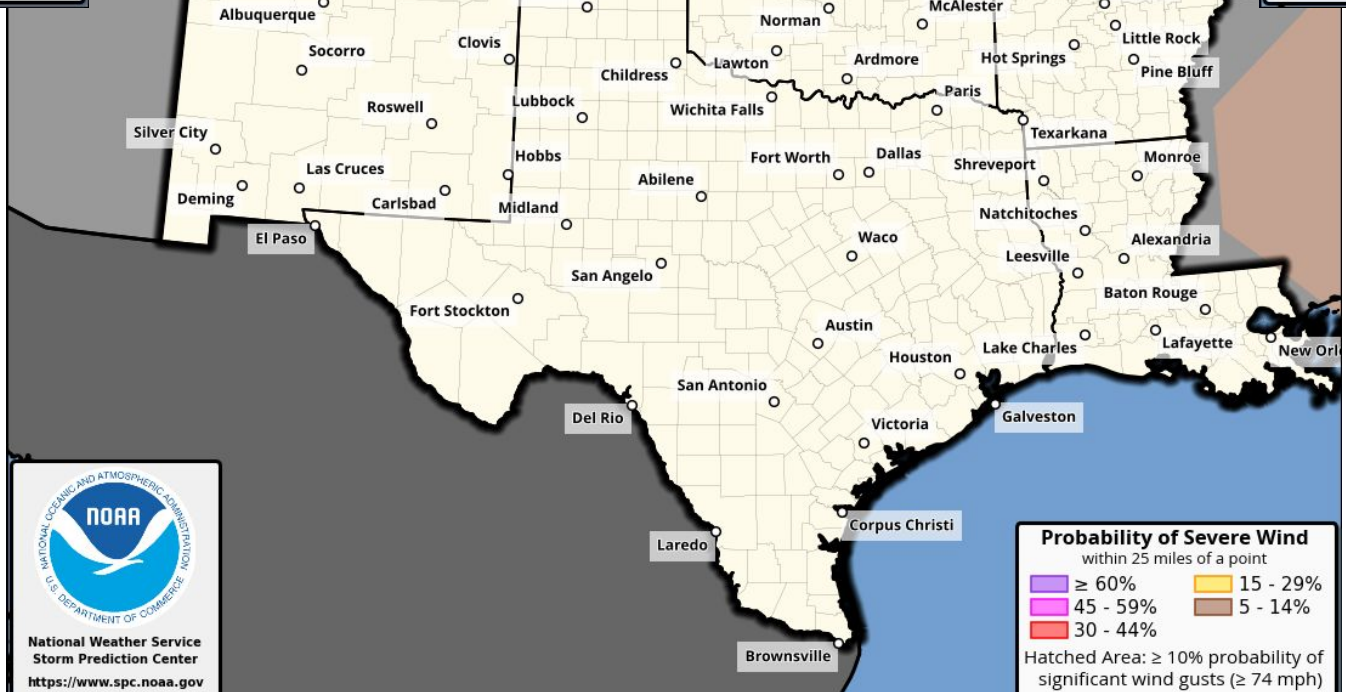 McAlester
Albuquerque
Norman
Little Rock
Socorro
Clovis
Lawton
Ardmore
Hot Springs
Childress
Pine Bluff
Paris
Roswell
Lubbock
Wichita Falls
Silver City
Texarkana
Hobbs
Fort Worth
Dallas
Monroe
Las Cruces
Shreveport
Abilene
Deming
Carlsbad
Midland
Natchitoches
El Paso
Waco
Alexandria
San Angelo
Leesville
Baton Rouge
Fort Stockton
Austin
Houston
Lake Charles
Lafayette
New Orl
San Antonio
Del Rio
Galveston
Victoria
Corpus Christi
Laredo
Brownsville
NATIONAL OCEANIC AND ATMOSPHERIC ADMINISTRATION
NOAA
U.S. DEPARTMENT OF COMMERCE
National Weather Service
Storm Prediction Center
https://www.spc.noaa.gov
Probability of Severe Wind
within 25 miles of a point
≥ 60%
15 - 29%
45 - 59%
5 - 14%
30 - 44%
Hatched Area: ≥ 10% probability of
significant wind gusts (≥ 74 mph)